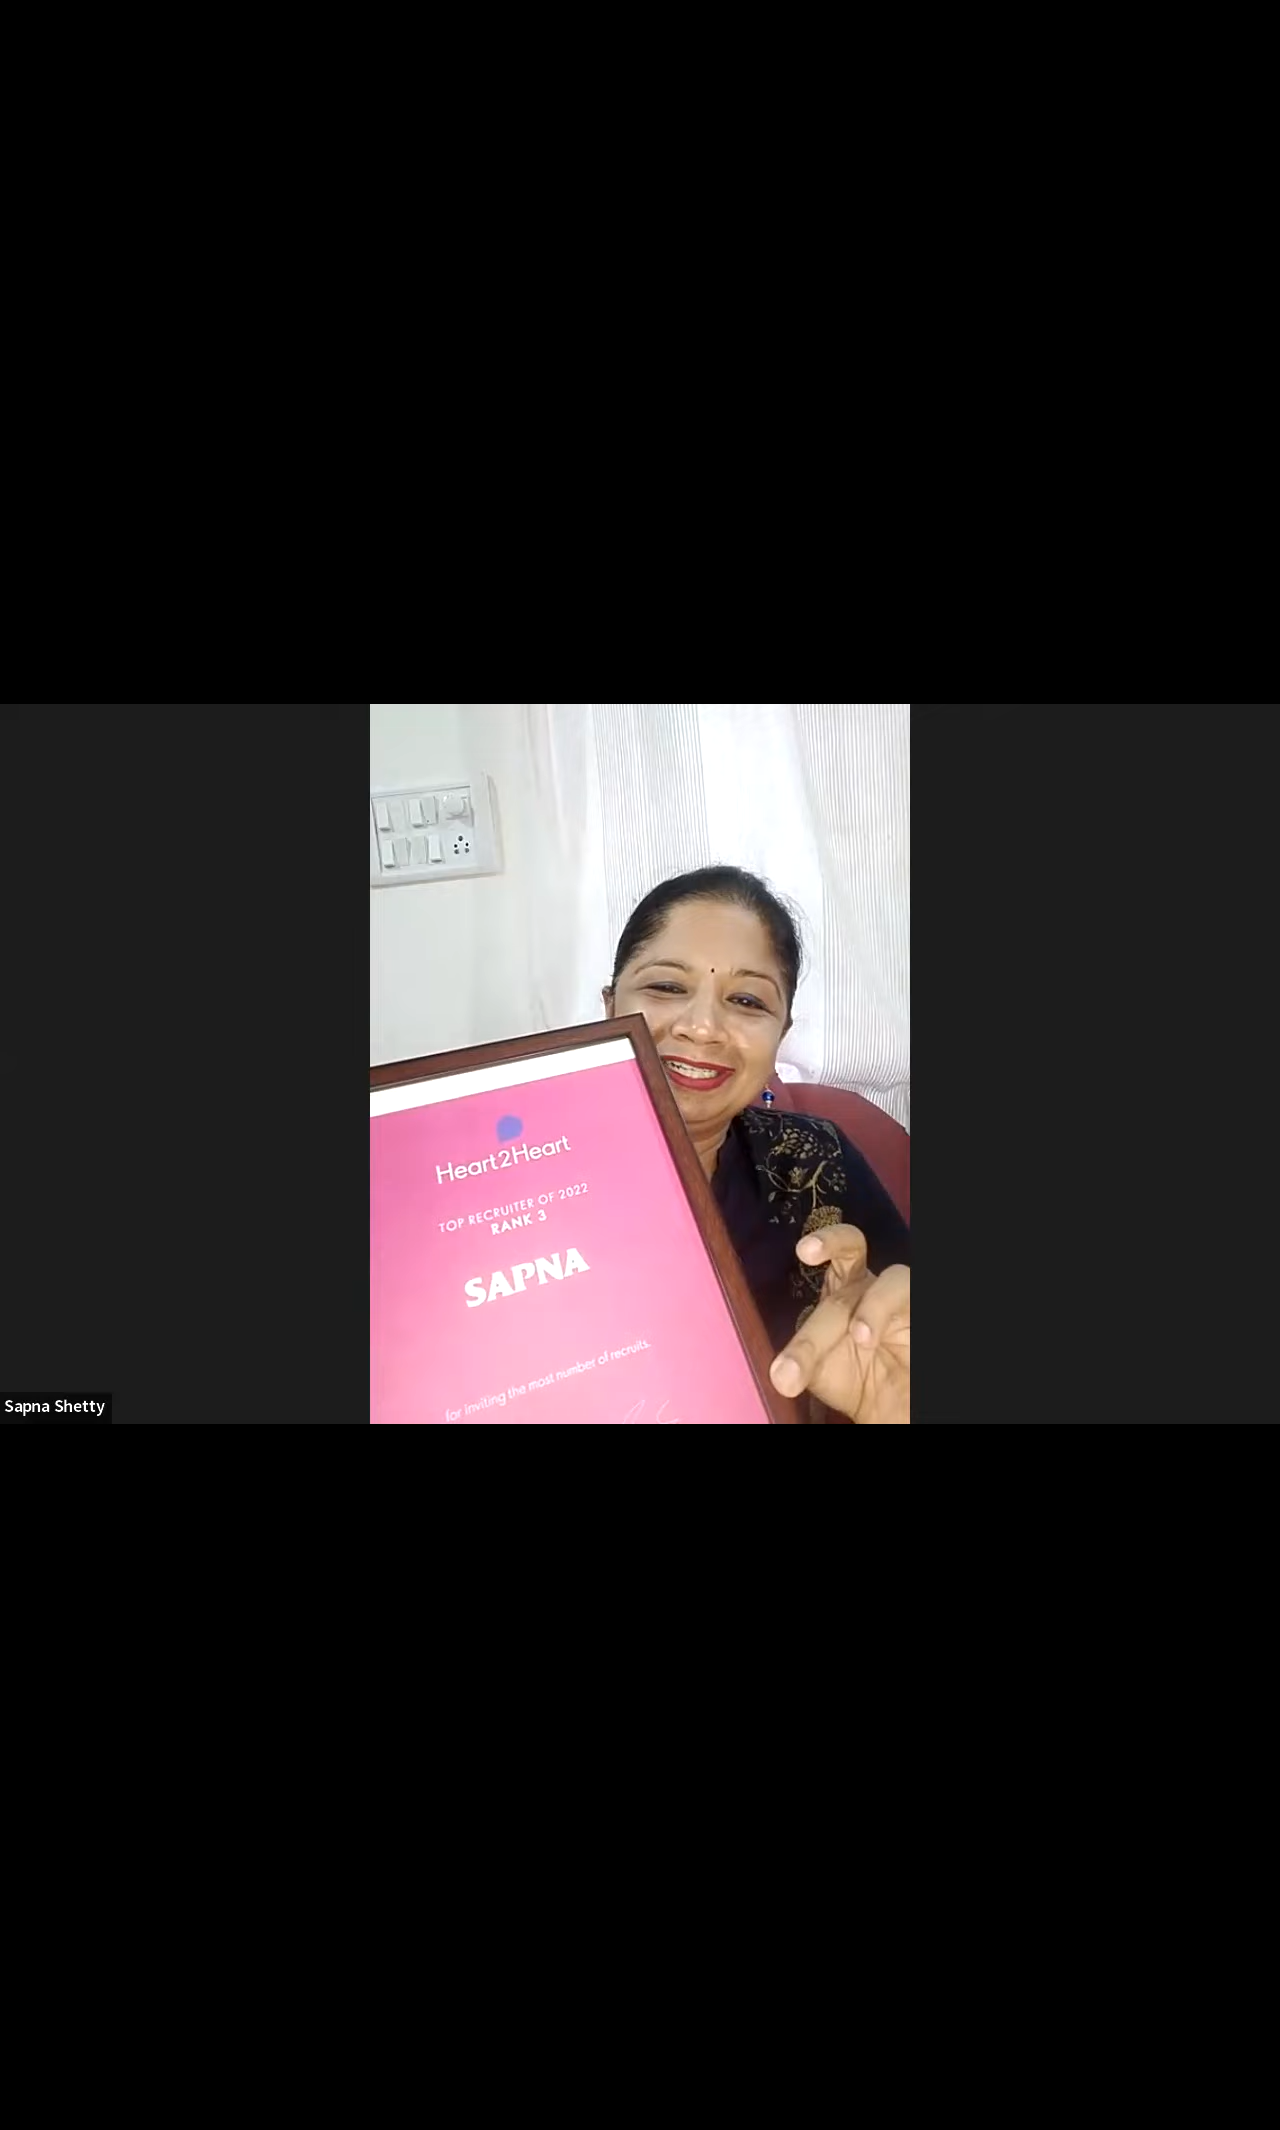 Heart2Heart
TOP RECRUITER OF 2022
RANK 3
SAPNA
for inviting the most number of recruits.
Sapna Shetty